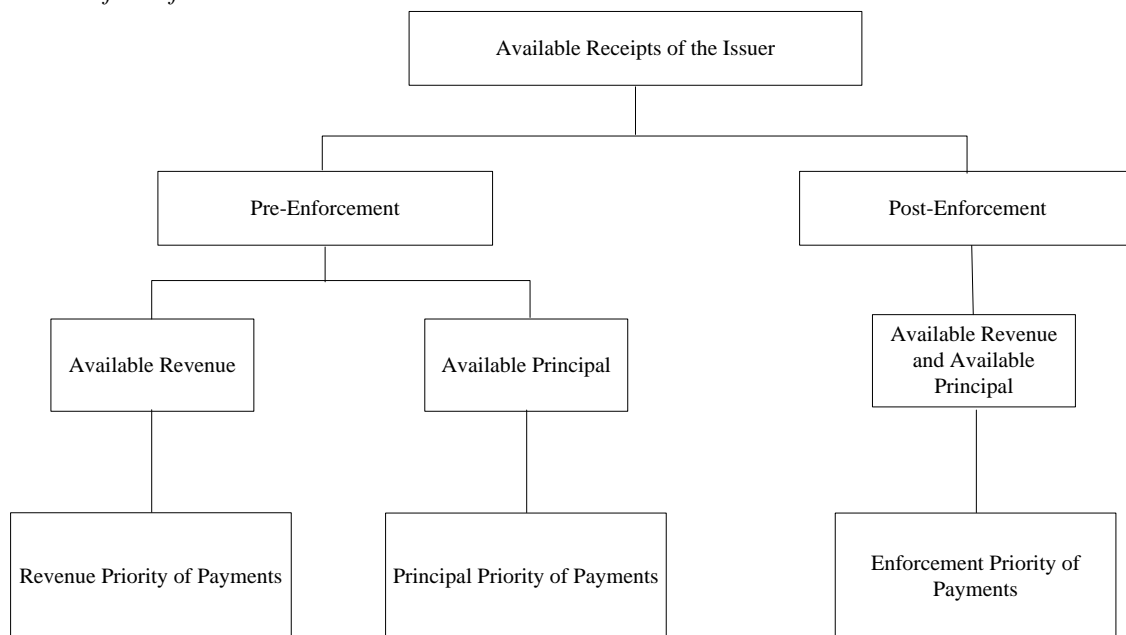 Available Receipts of the Issuer
Pre-Enforcement
Post-Enforcement
Available Revenue
Available Principal
Available Revenue
and Available
Principal
Revenue Priority of Payments
Principal Priority of Payments
Enforcement Priority of
Payments